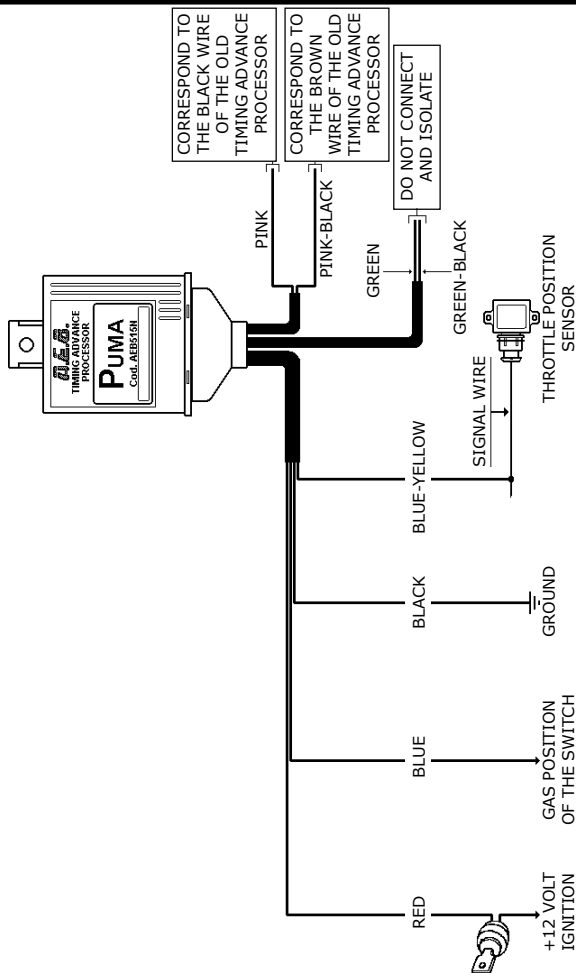 CORRESPOND TO
THE BLACK WIRE
OF THE OLD
TIMING ADVANCE
PROCESSOR
CORRESPOND TO
THE BROWN
WIRE OF THE OLD
TIMING ADVANCE
PROCESSOR
DO NOT CONNECT
AND ISOLATE
PINK
PINK-BLACK
GREEN
GREEN-BLACK
A.E.B.
TIMING ADVANCE
PROCESSOR
PUMA
Cod. AEB515N
SIGNAL WIRE
THROTTLE POSITION
SENSOR
BLUE-YELLOW
BLACK
GROUND
BLUE
GAS POSITION
OF THE SWITCH
RED
+12 VOLT
IGNITION